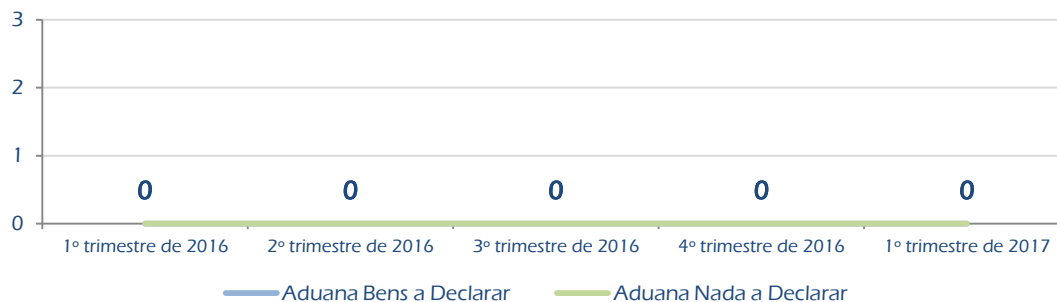 3
2
1
0 0 0 0 0
0
1º trimestre de 2016 2º trimestre de 2016 3º trimestre de 2016 4º trimestre de 2016 1º trimestre de 2017
Aduana Bens a Declarar Aduana Nada a Declarar